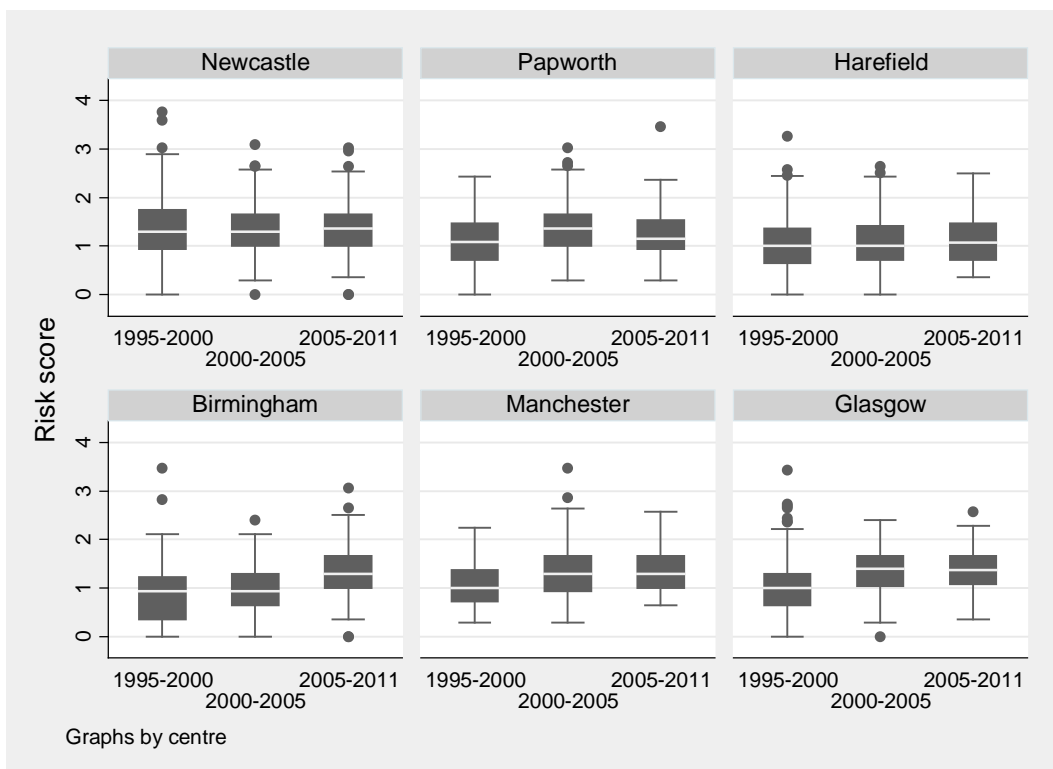 Newcastle Papworth Harefield
4
3
2
1
0
1995-2000 2005-2011 1995-2000 2005-2011 1995-2000 2005-2011
2000-2005 2000-2005 2000-2005
Risk score
Birmingham Manchester Glasgow
4
3
2
1
0
1995-2000 2005-2011 1995-2000 2005-2011 1995-2000 2005-2011
2000-2005 2000-2005 2000-2005
Graphs by centre